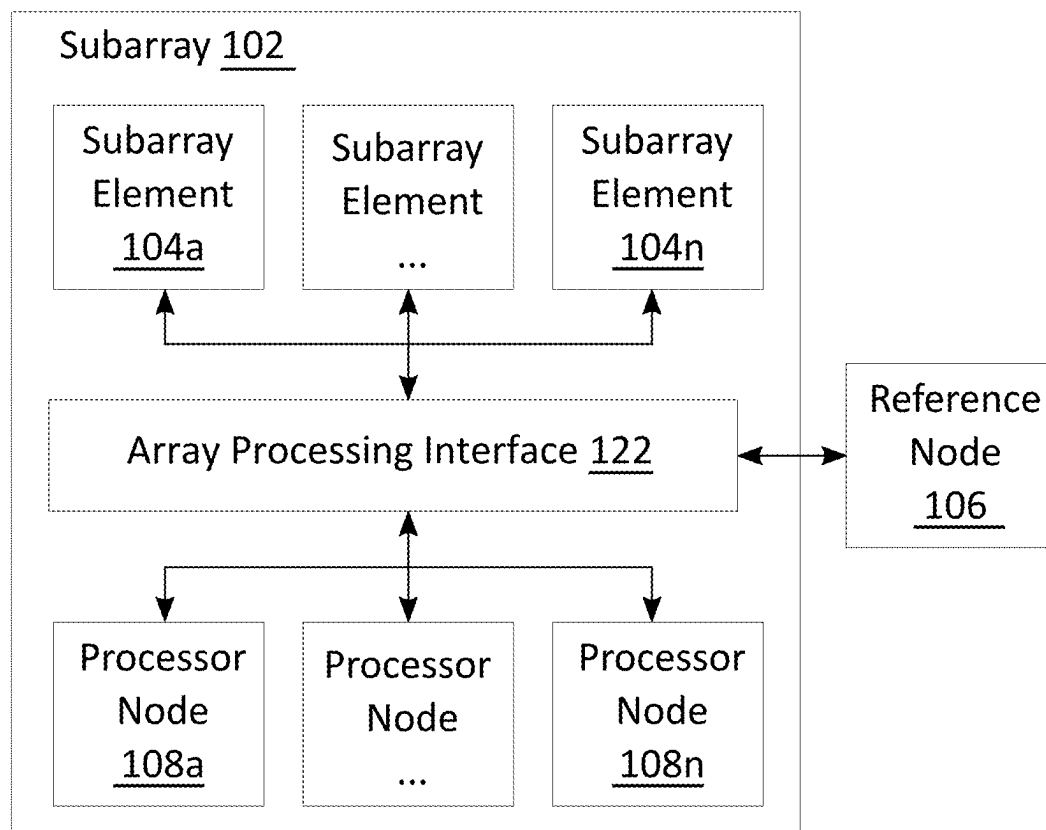 Subarray 102
Subarray
Element
104a
Subarray
Element
...
Subarray
Element
104n
Array Processing Interface 122
Reference
Node
106
Processor
Node
108a
Processor
Node
...
Processor
Node
108n